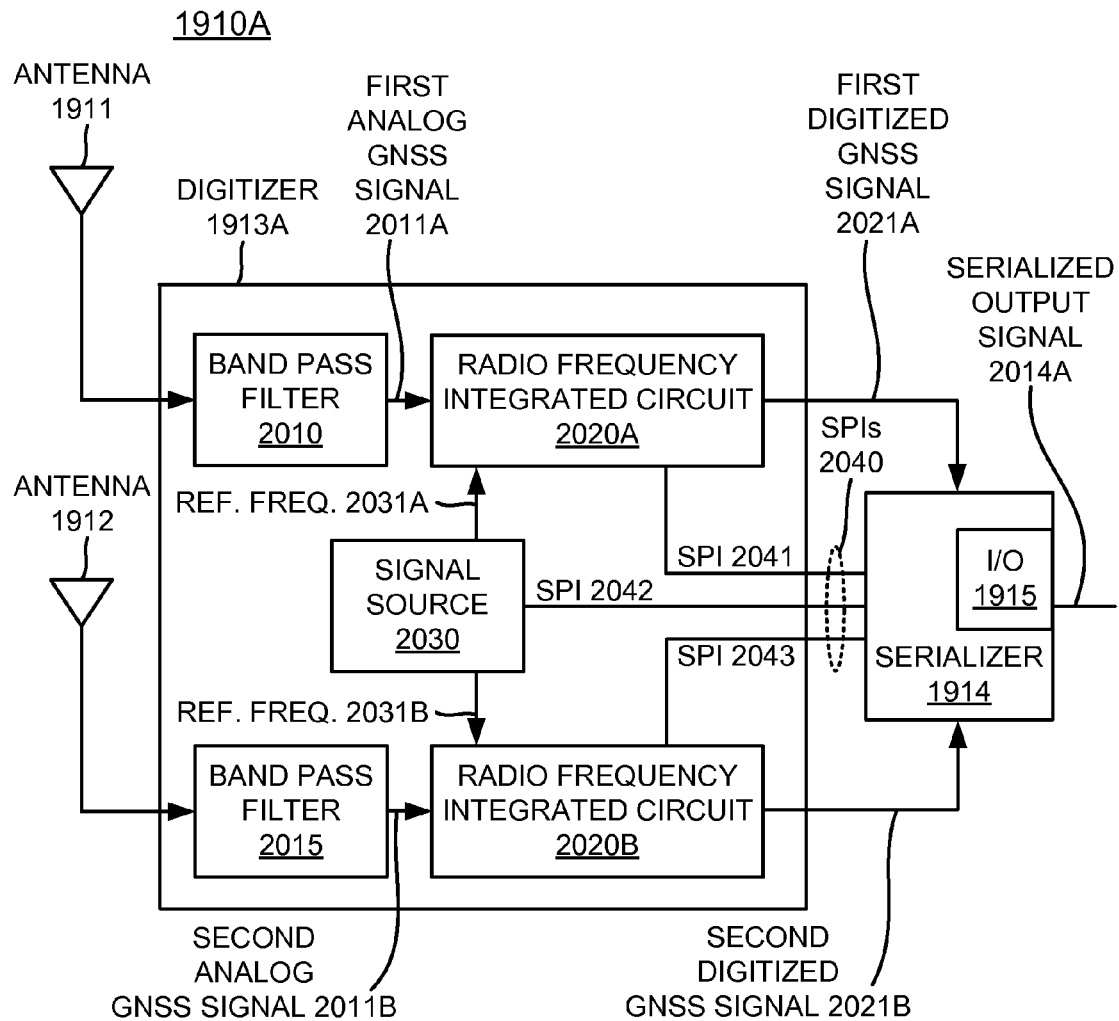 1910A
ANTENNA
1911
FIRST
ANALOG
GNSS
SIGNAL
2011A
FIRST
DIGITIZED
GNSS
SIGNAL
2021A
DIGITIZER
1913A
SERIALIZED
OUTPUT
SIGNAL
2014A
BAND PASS
FILTER
2010
RADIO FREQUENCY
INTEGRATED CIRCUIT
2020A
SPIs
2040
ANTENNA
1912
REF. FREQ. 2031A
SIGNAL
SOURCE
2030
SPI 2041
SPI 2042
SPI 2043
I/O
1915
SERIALIZER
1914
REF. FREQ. 2031B
BAND PASS
FILTER
2015
RADIO FREQUENCY
INTEGRATED CIRCUIT
2020B
SECOND
ANALOG
GNSS SIGNAL 2011B
SECOND
DIGITIZED
GNSS SIGNAL 2021B